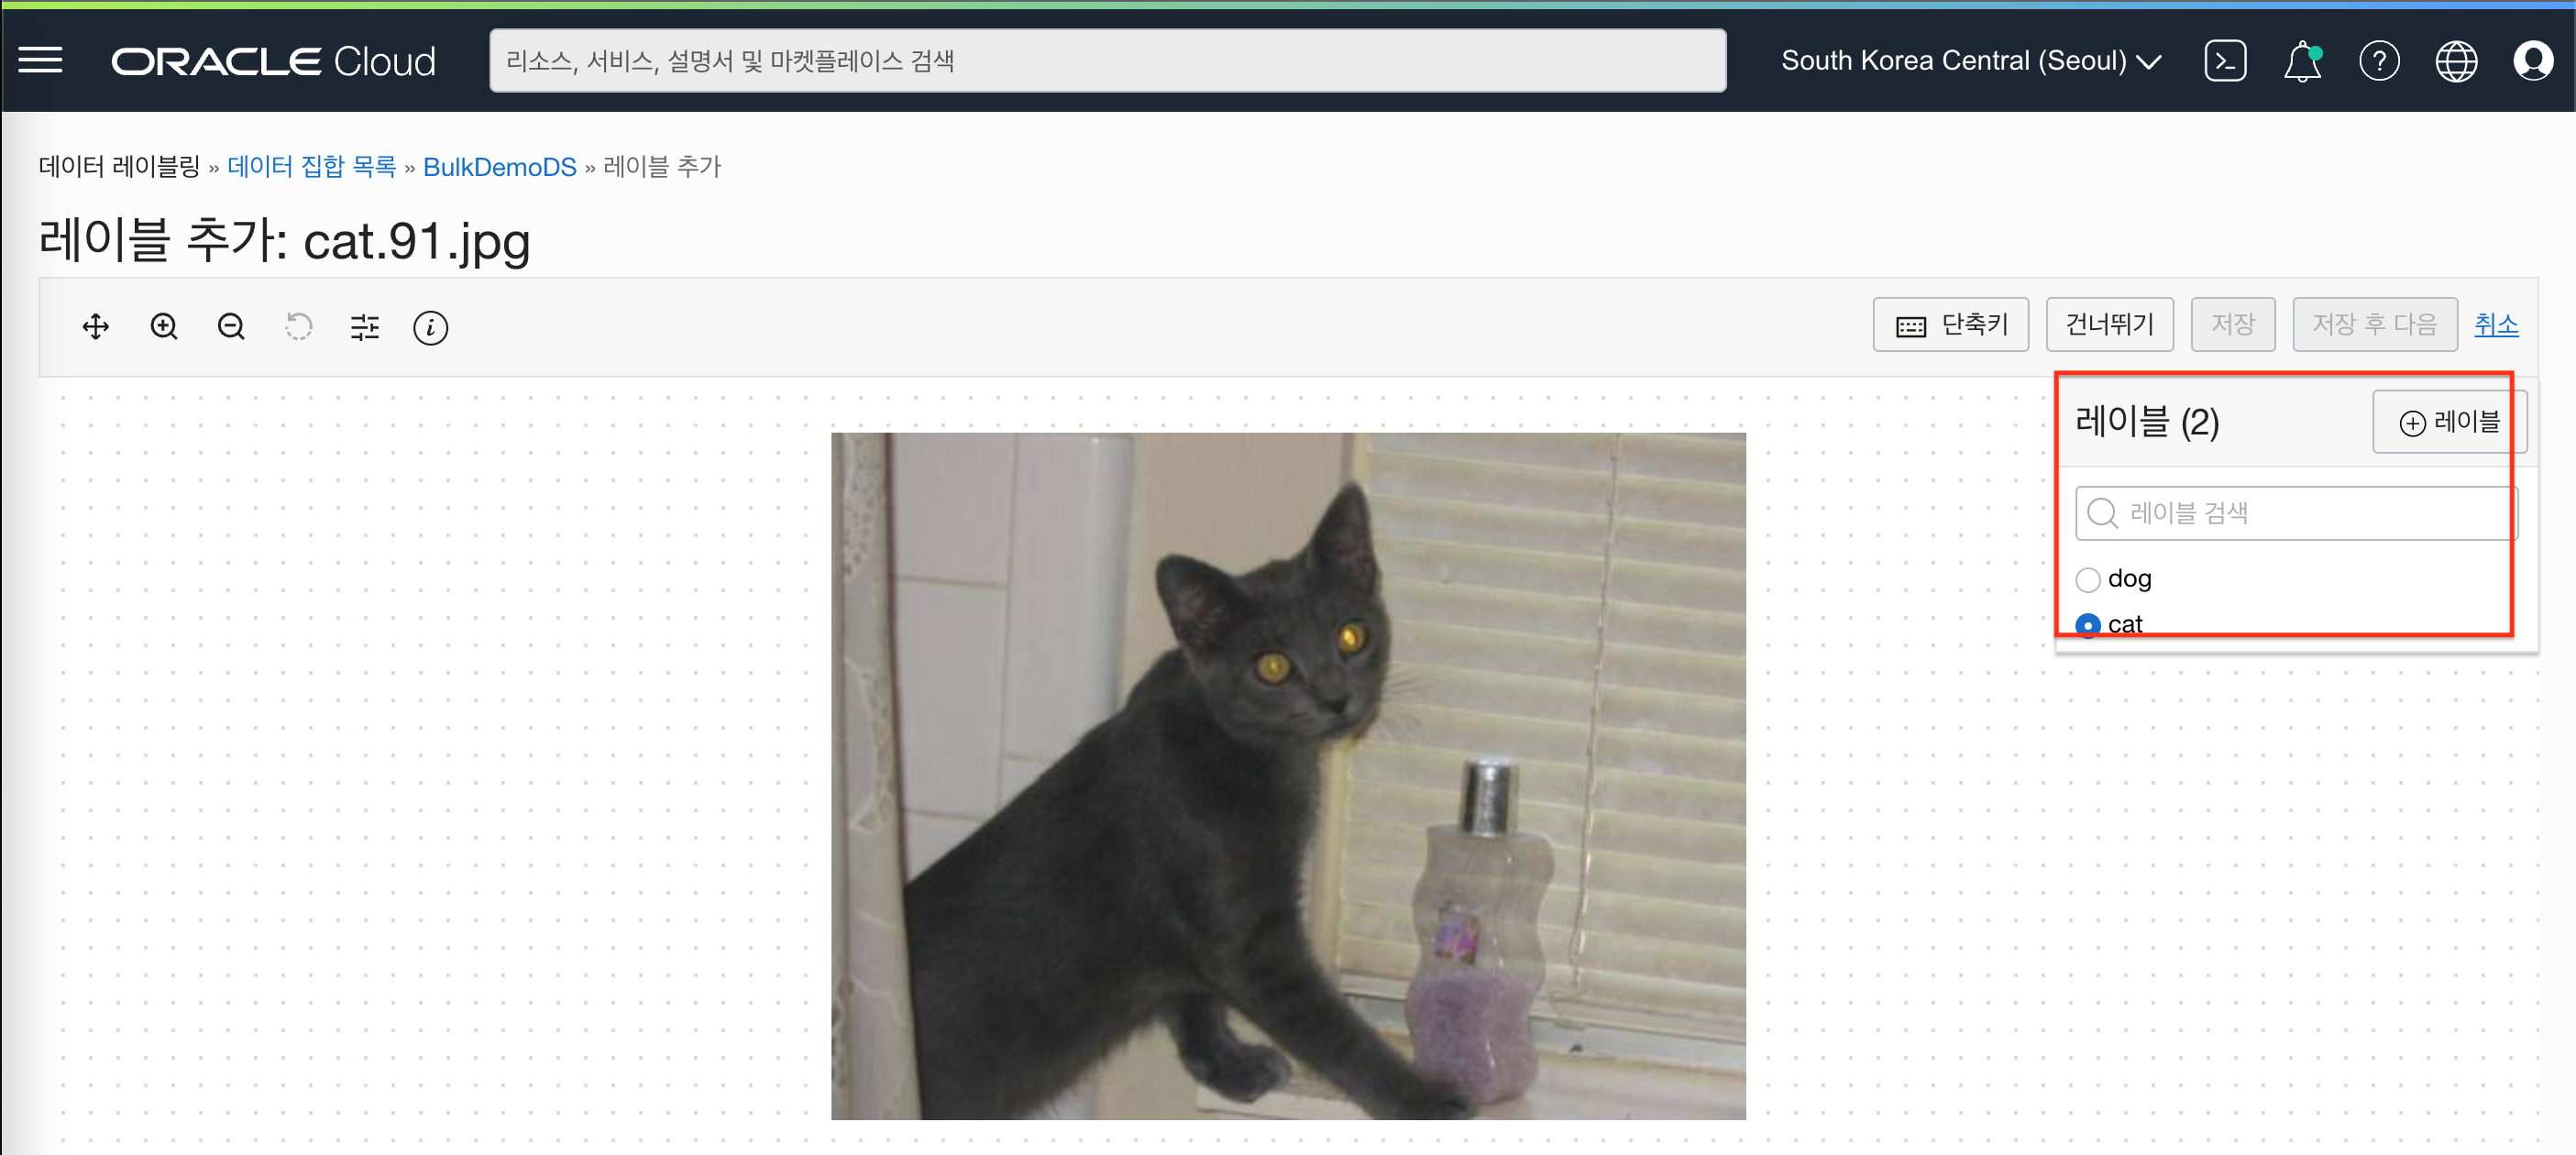 ORACLE Cloud
리소스, 서비스, 설명서 및 마켓플레이스 검색
South Korea Central (Seoul)
데이터 레이블링 » 데이터 집합 목록 » BulkDemoDS » 레이블 추가
레이블 추가: cat.91.jpg
단축키
건너뛰기
저장
저장 후 다음
취소
레이블 (2)
레이블
레이블 검색
dog
cat